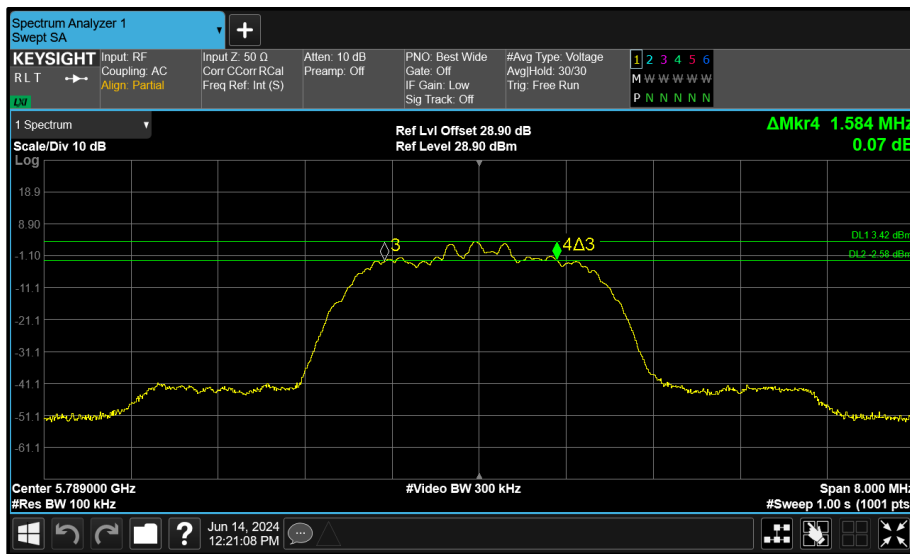 Spectrum Analyzer 1
Swept SA
KEYSIGHT
R L T
LXI
Input: RF
Coupling: AC
Align: Partial
Input Z: 50 Ω
Corr CCorr RCal
Freq Ref: Int (S)
Atten: 10 dB
Preamp: Off
PNO: Best Wide
Gate: Off
IF Gain: Low
Sig Track: Off
#Avg Type: Voltage
Avg|Hold: 30/30
Trig: Free Run
1 2 3 4 5 6
M W W W W W
P N N N N N
1 Spectrum
Scale/Div 10 dB
Ref Lvl Offset 28.90 dB
Ref Level 28.90 dBm
ΔMkr4 1.584 MHz
0.07 dB
Log
18.9
8.90
-1.10
-11.1
-21.1
-31.1
-41.1
-51.1
-61.1
3
4Δ3
DL1 3.42 dBm
DL2 -2.58 dBm
Center 5.789000 GHz
#Res BW 100 kHz
#Video BW 300 kHz
Span 8.000 MHz
#Sweep 1.00 s (1001 pts
?
Jun 14, 2024
12:21:08 PM